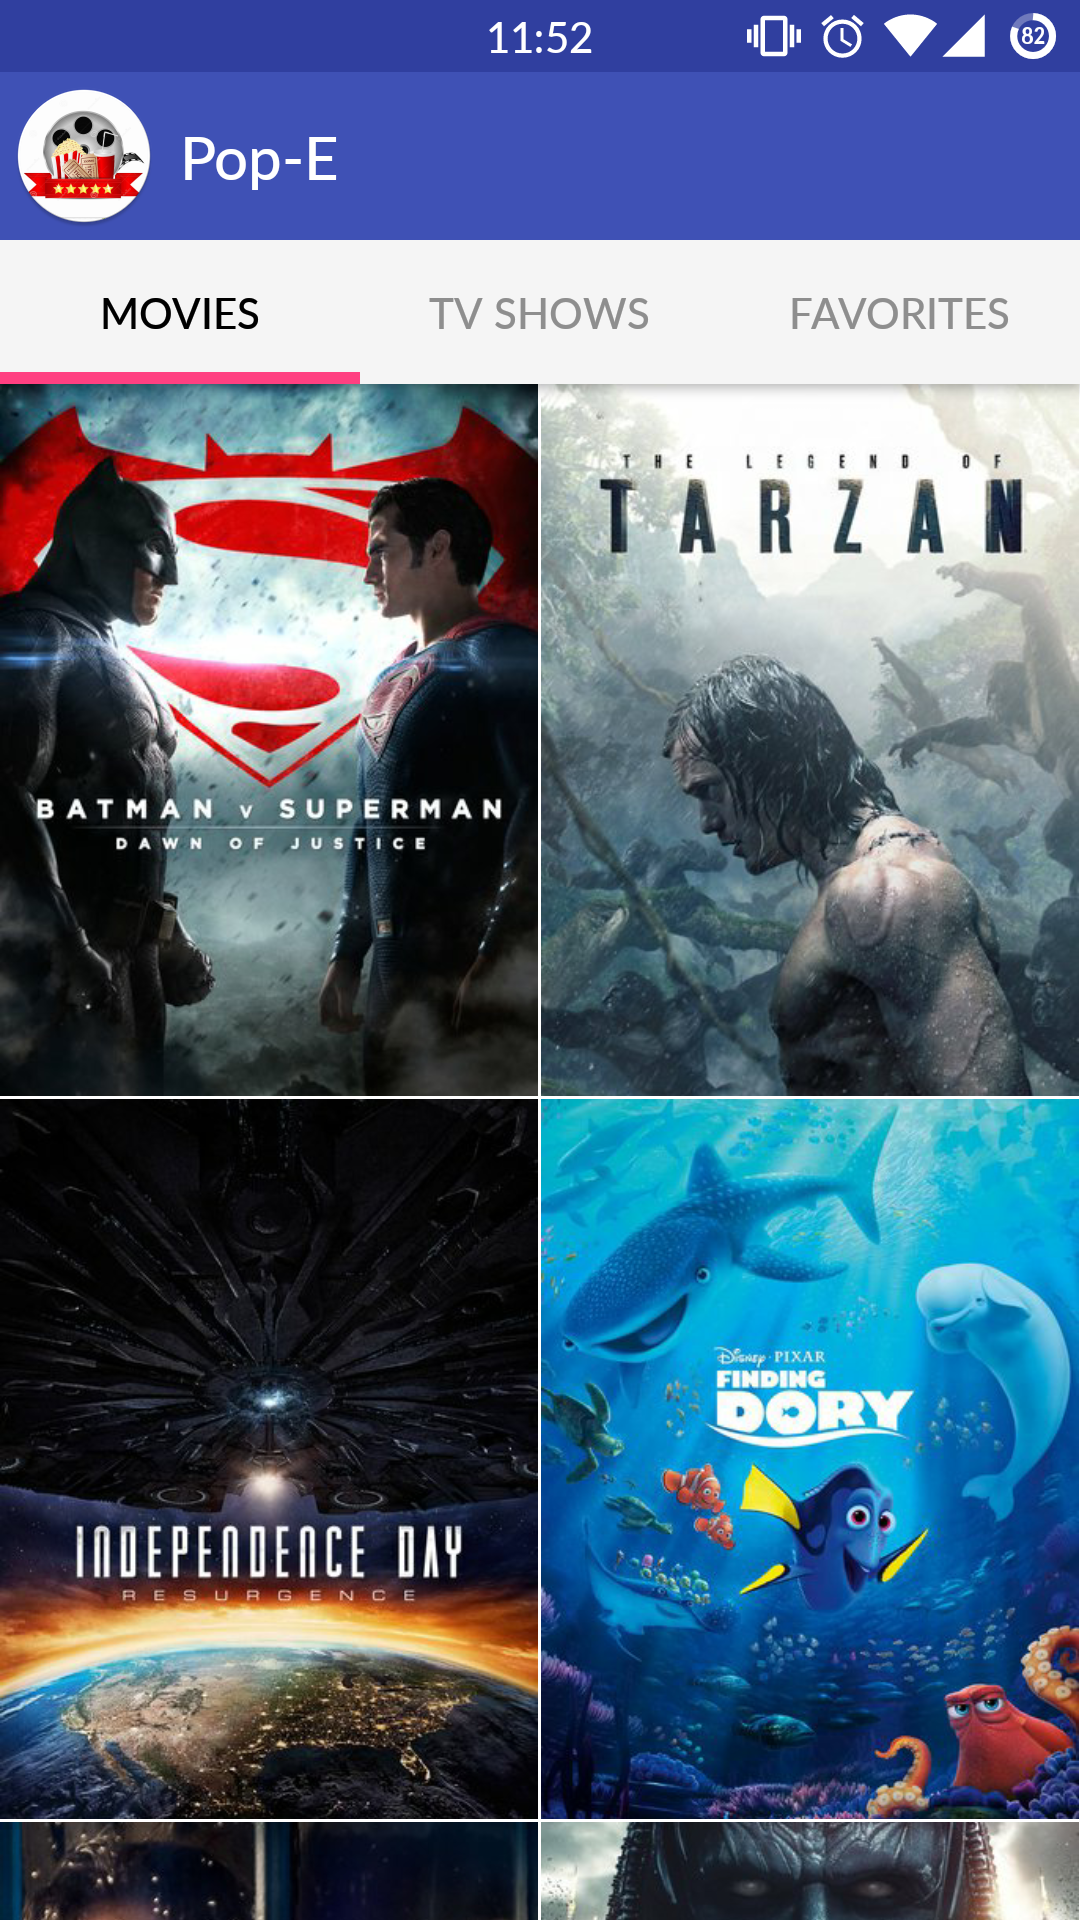 11:52
82
Pop-E
MOVIES
TV SHOWS
FAVORITES
BATMAN v SUPERMAN
DAWN OF JUSTICE
THE LEGEND OF
TARZAN
INDEPENDENCE DAY
RESURGENCE
Disney · PIXAR
FINDING
DORY